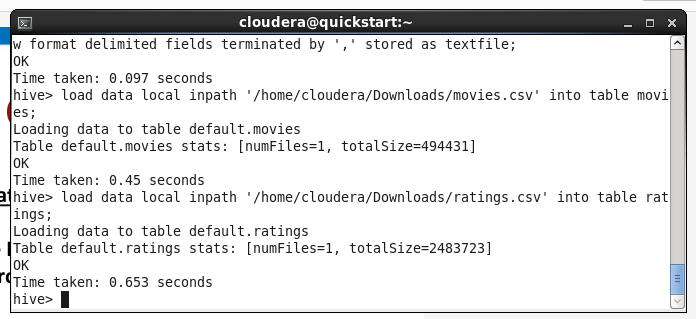 cloudera@quickstart:~
w format delimited fields terminated by ',' stored as textfile;
OK
Time taken: 0.097 seconds
hive> load data local inpath '/home/cloudera/Downloads/movies.csv' into table movi
es;
Loading data to table default.movies
Table default.movies stats: [numFiles=1, totalSize=494431]
OK
Time taken: 0.45 seconds
hive> load data local inpath '/home/cloudera/Downloads/ratings.csv' into table rat
ings;
Loading data to table default.ratings
Table default.ratings stats: [numFiles=1, totalSize=2483723]
OK
Time taken: 0.653 seconds
hive>